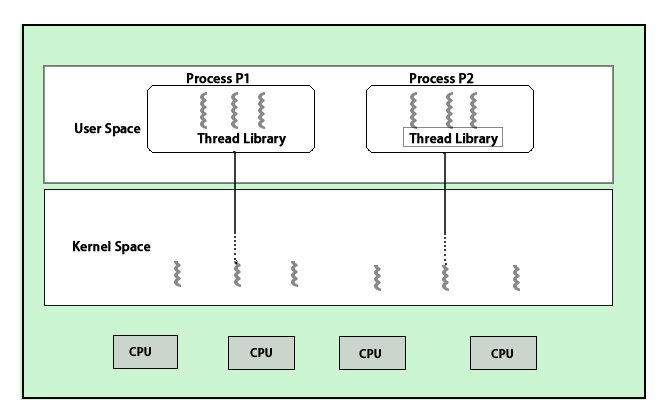 Process P1
Process P2
User Space
Thread Library
Thread Library
Kernel Space
CPU
CPU
CPU
CPU